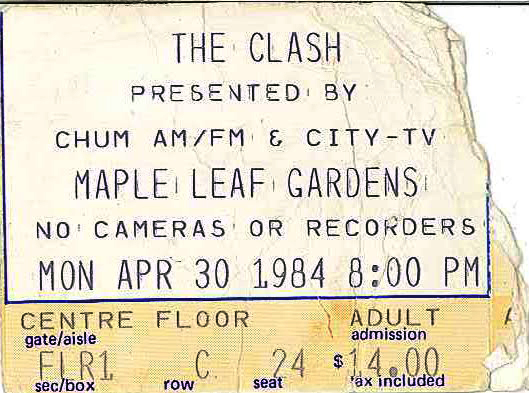 THE CLASH
PRESENTED BY
CHUM AM/FM & CITY-TV
MAPLE LEAF GARDENS
NO CAMERAS OR RECORDERS
MON APR 30 1984 8:00 PM
CENTRE FLOOR ADULT A
gate/aisle admission
FLR1 C 24 $14.00
sec/box row seat tax included